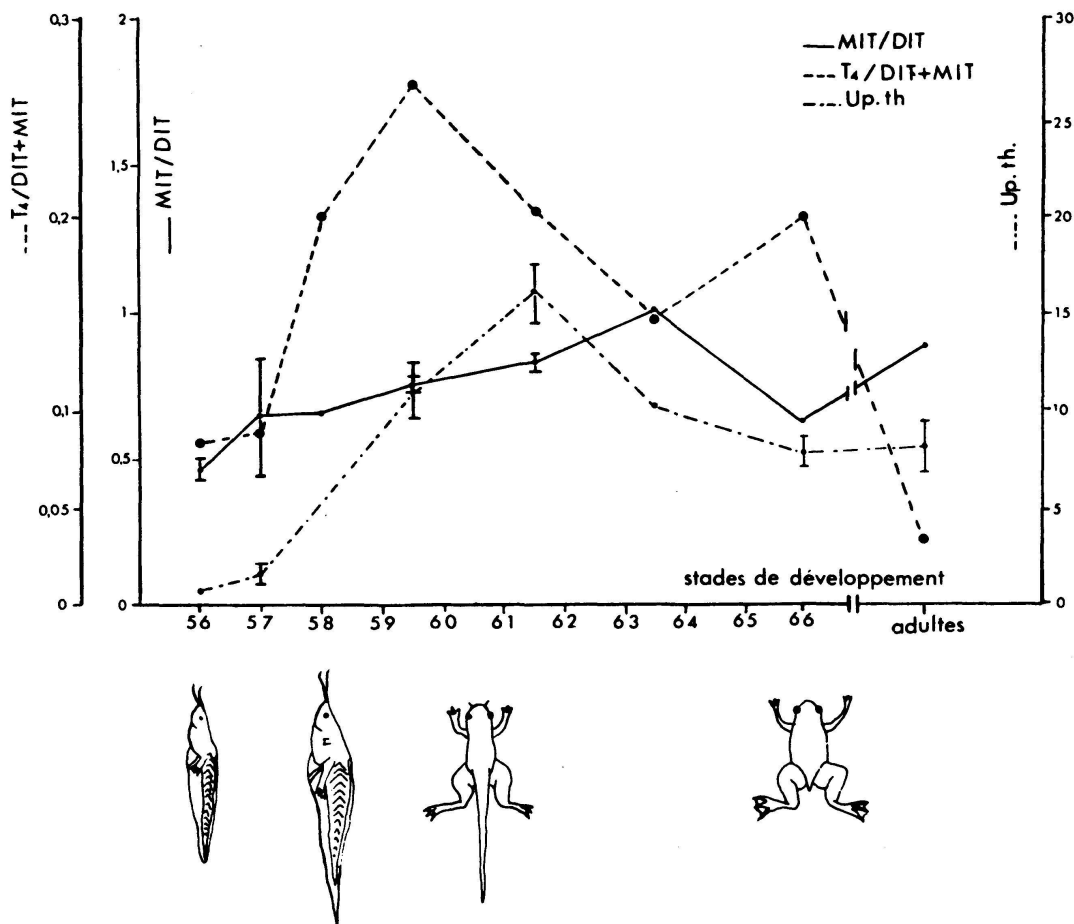 0,3
2
30
MIT/DIT
T4/DIT+MIT
Up.th
---T4/DIT+MIT
— MIT/DIT
Up.th.
25
1,5
0,2
20
1
15
0,1
10
0,5
0,05
5
stades de développement
0
0
0
56 57 58 59 60 61 62 63 64 65 66 adultes